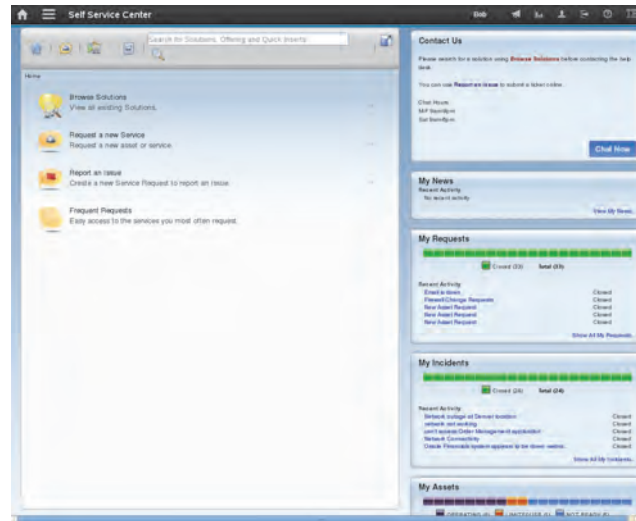 Self Service Center
Bob
Search for Solutions, Offering and Quick Inserts
Home
Browse Solutions
View all existing Solutions.
Request a new Service
Request a new asset or service.
Report an Issue
Create a new Service Request to report an issue.
Frequent Requests
Easy access to the services you most often request.
Contact Us
Please search for a solution using Browse Solutions before contacting the help
desk.
You can use Report an Issue to submit a ticket online.
Chat Hours:
Chat Now
My News
Recent Activity
No recent activity
View My News
My Requests
Closed (33) Total (33)
Recent Activity
Email is down Closed
Firewall Change Requests Closed
New Asset Request Closed
New Asset Request Closed
New Asset Request Closed
Show All My Requests
My Incidents
Closed (24) Total (24)
Recent Activity
Network outage at Denver location Closed
network not working Closed
can't access Order Management application Closed
Network Connectivity Closed
Oracle Financials system appears to be down Closed
Show All My Incidents
My Assets
OPERATING NOT READY